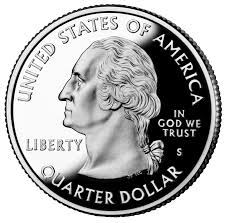 UNITED STATES OF AMERICA
LIBERTY
IN
GOD WE
TRUST
S
QUARTER DOLLAR